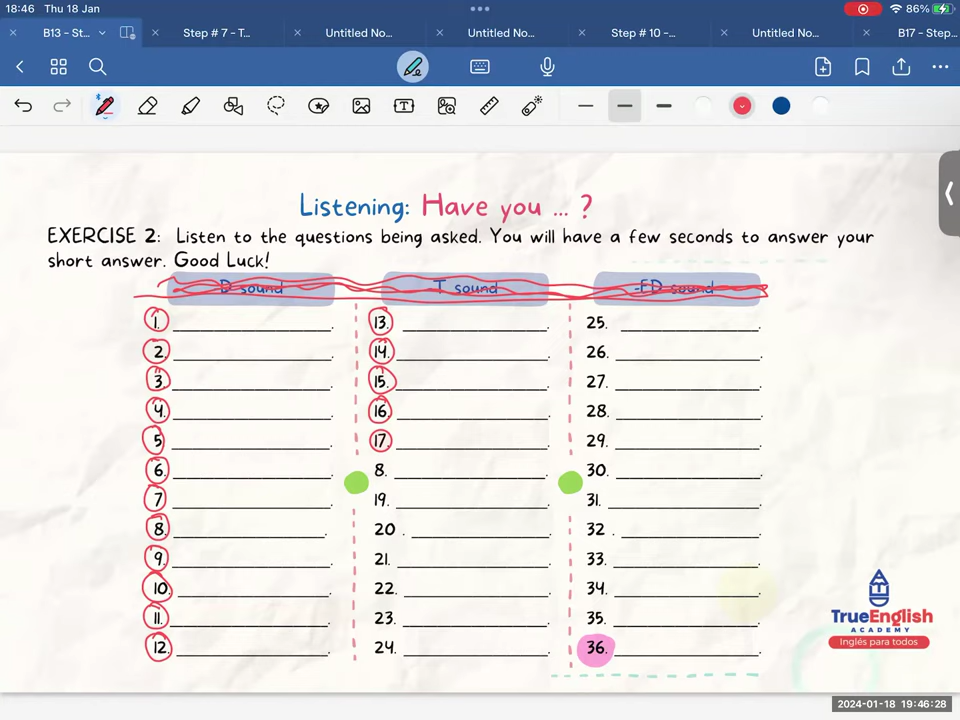 18:46 Thu 18 Jan
86%
B13 - St...
Step # 7 - T...
Untitled No...
Untitled No...
Step # 10 -...
Untitled No...
B17 - Step...
Listening: Have you ... ?
EXERCISE 2: Listen to the questions being asked. You will have a few seconds to answer your
short answer. Good Luck!
-D sound
-T sound
-ED sound
1. .
2. .
3. .
4. .
5 .
6. .
7 .
8. .
9. .
10. .
11. .
12. .
13. .
14. .
15. .
16. .
17. .
8. .
19. .
20 . .
21. .
22. .
23. .
24. .
25. .
26. .
27. .
28. .
29. .
30. .
31. .
32 . .
33. .
34. .
35. .
36. .
TrueEnglish
ACADEMY
Inglés para todos
2024-01-18 19:46:28